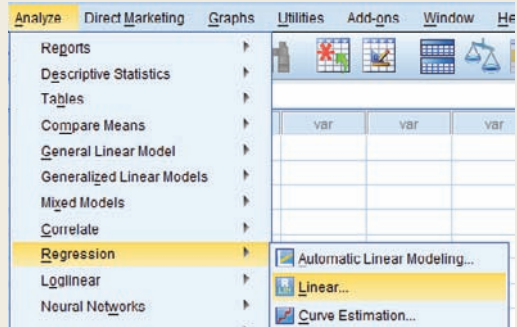 Analyze Direct Marketing Graphs Utilities Add-ons Window He
Reports
Descriptive Statistics
Tables
Compare Means
var var var
General Linear Model
Generalized Linear Models
Mixed Models
Correlate
Regression
Automatic Linear Modeling...
Loglinear
Linear...
Neural Networks
Curve Estimation...